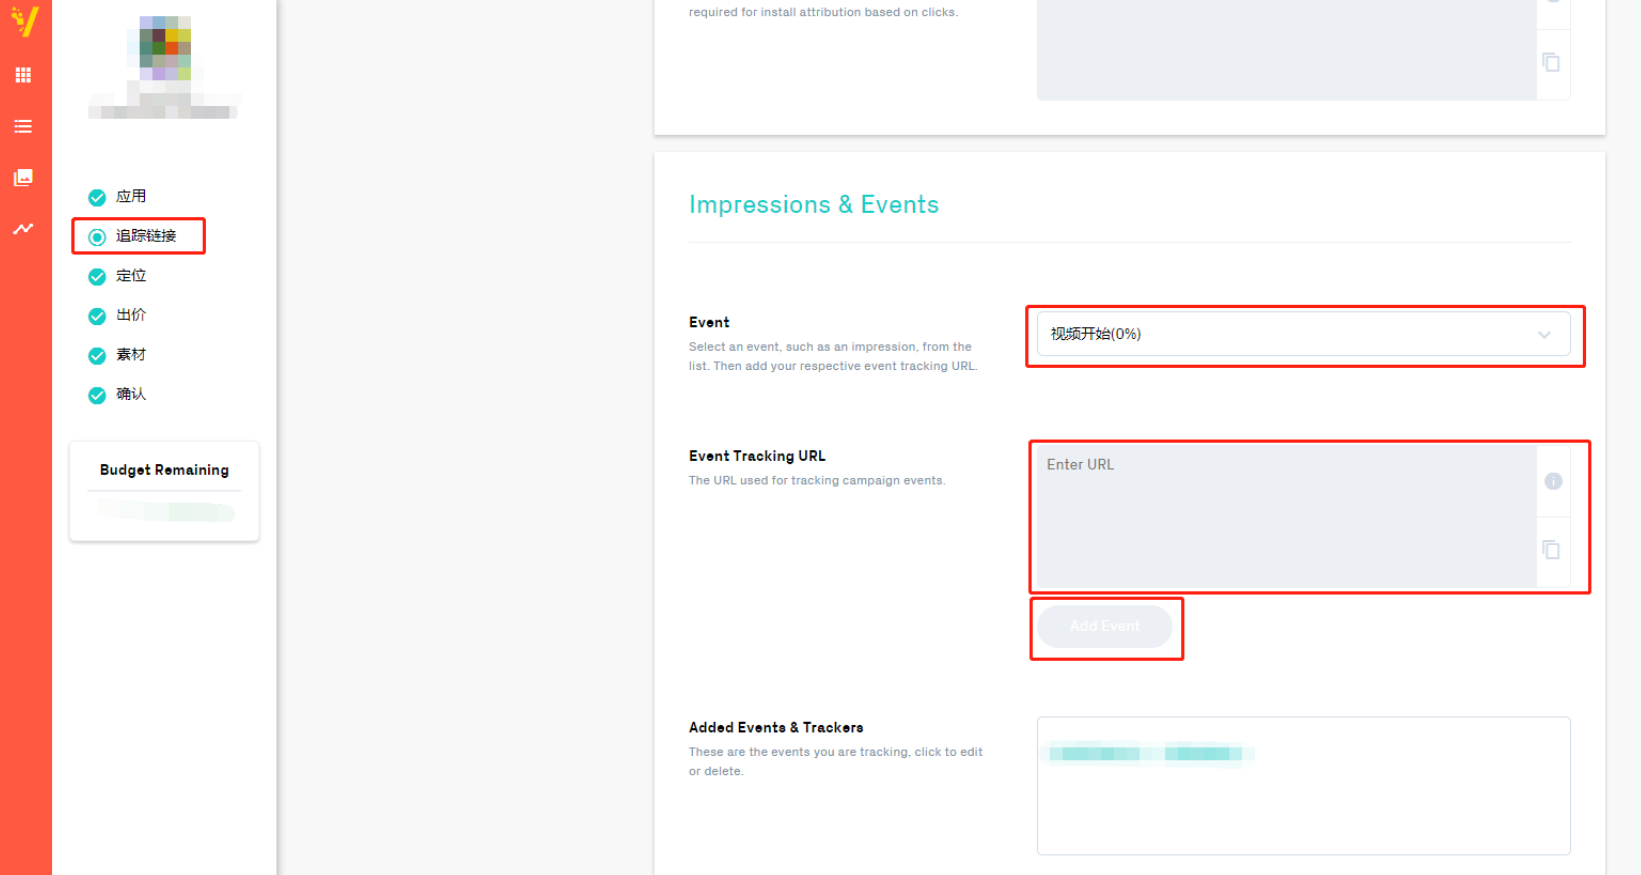 required for install attribution based on clicks.
应用
追踪链接
定位
出价
素材
确认
Budget Remaining
Impressions & Events
Event
Select an event, such as an impression, from the
list. Then add your respective event tracking URL.
视频开始(0%)
Event Tracking URL
The URL used for tracking campaign events.
Enter URL
Add Event
Added Events & Trackers
These are the events you are tracking, click to edit
or delete.